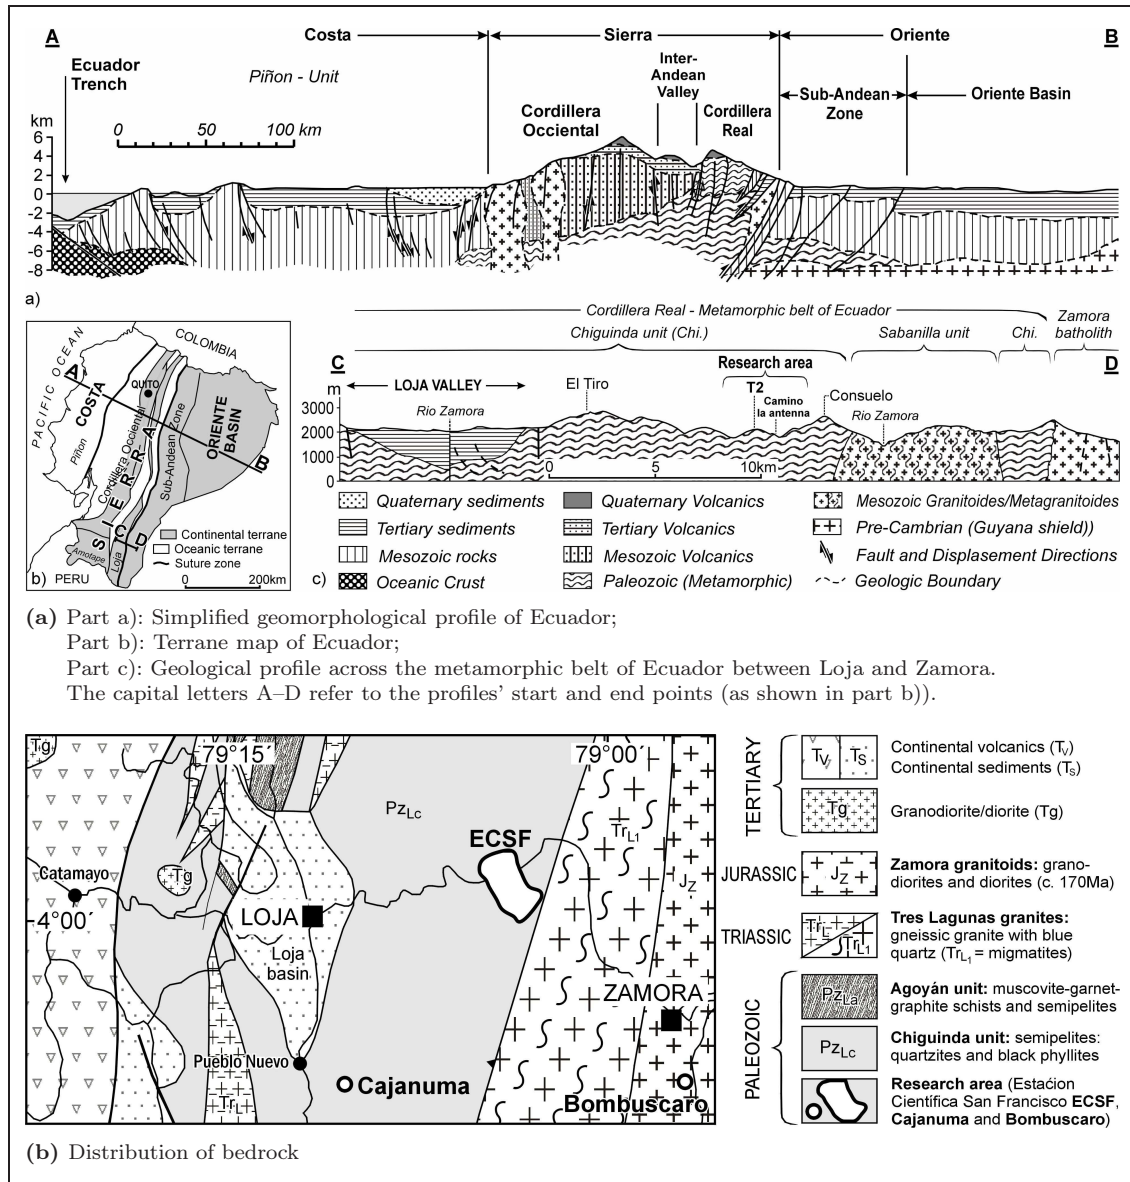 A
Costa
Sierra
Oriente
B
Ecuador
Trench
Piñon - Unit
Inter-
Andean
Valley
Sub-Andean
Zone
Oriente Basin
km
0 50 100 km
Cordillera
Occiental
Cordillera
Real
6
4
2
0
-2
-4
-6
-8
a)
PACIFIC OCEAN
COLOMBIA
A
QUITO
COSTA
Piñon
Cordillera Occidental
SIERRA
Sub-Andean Zone
ORIENTE
BASIN
B
C
D
Amotape
Loja
Continental terrane
Oceanic terrane
Suture zone
b) PERU
0 200km
Cordillera Real - Metamorphic belt of Ecuador
Chiguinda unit (Chi.)
Sabanilla unit
Chi.
Zamora
batholith
C
Research area
D
m
LOJA VALLEY
El Tiro
T2
Camino
la antenna
Consuelo
Rio Zamora
Rio Zamora
3000
2000
1000
0
0 5 10km
Quaternary sediments
Quaternary Volcanics
Mesozoic Granitoides/Metagranitoides
Tertiary sediments
Tertiary Volcanics
Pre-Cambrian (Guyana shield))
Mesozoic rocks
Mesozoic Volcanics
Fault and Displasement Directions
Oceanic Crust
c)
Paleozoic (Metamorphic)
Geologic Boundary
(a) Part a): Simplified geomorphological profile of Ecuador;
Part b): Terrane map of Ecuador;
Part c): Geological profile across the metamorphic belt of Ecuador between Loja and Zamora.
The capital letters A–D refer to the profiles’ start and end points (as shown in part b)).
Tg
79°15´
79°00´
PzLc
TrL1
ECSF
Catamayo
Tg
JZ
4°00´
LOJA
Loja
basin
ZAMORA
Pueblo Nuevo
Cajanuma
TrL
Bombuscaro
TERTIARY
TV
TS
Continental volcanics (TV)
Continental sediments (TS)
Tg
Granodiorite/diorite (Tg)
JURASSIC
JZ
Zamora granitoids: grano-
diorites and diorites (c. 170Ma)
TRIASSIC
TrL
TrL1
Tres Lagunas granites:
gneissic granite with blue
quartz (TrL1 = migmatites)
PALEOZOIC
PzLa
Agoyán unit: muscovite-garnet-
graphite schists and semipelites
PzLc
Chiguinda unit: semipelites:
quartzites and black phyllites
Research area (Estaćion
Científica San Francisco ECSF,
Cajanuma and Bombuscaro)
(b) Distribution of bedrock